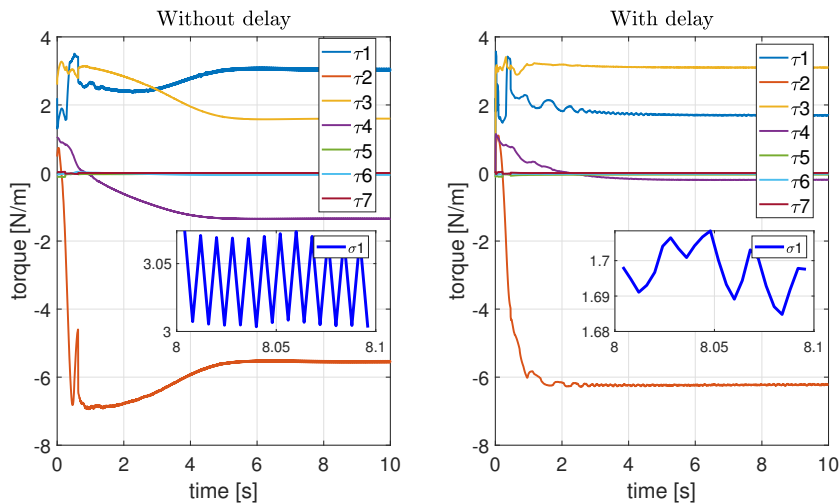 Without delay
4
2
0
-2
-4
-6
-8
torque [N/m]
0 2 4 6 8 10
time [s]
τ1
τ2
τ3
τ4
τ5
τ6
τ7
3.05
3
8 8.05 8.1
σ1
With delay
4
2
0
-2
-4
-6
-8
torque [N/m]
0 2 4 6 8 10
time [s]
τ1
τ2
τ3
τ4
τ5
τ6
τ7
1.7
1.69
1.68
8 8.05 8.1
σ1